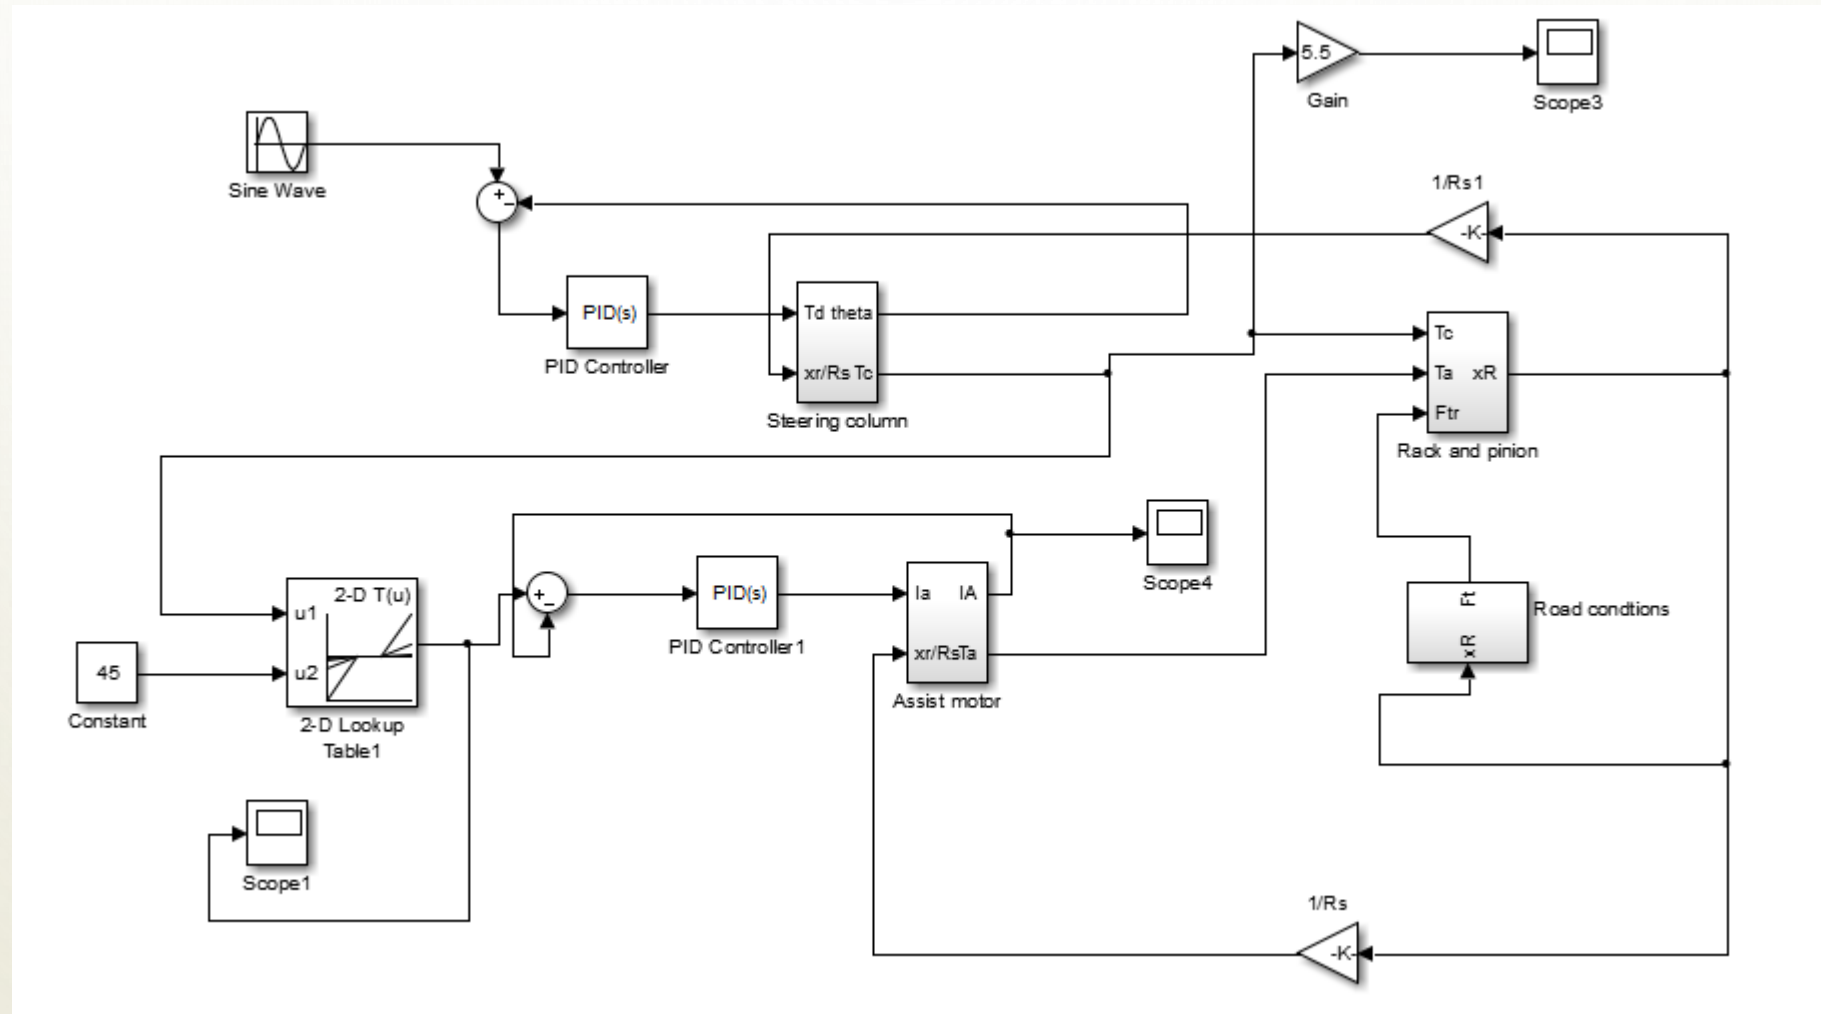 5.5
Gain
Scope3
Sine Wave
+
-
1/Rs1
-K-
PID(s)
PID Controller
Td theta
xr/Rs Tc
Steering column
Tc
Ta xR
Ftr
Rack and pinion
2-D T(u)
u1
u2
2-D Lookup
Table1
45
Constant
+
-
PID(s)
PID Controller1
Ia IA
xr/RsTa
Assist motor
Scope4
Ft
xR
Road condtions
Scope1
1/Rs
-K-